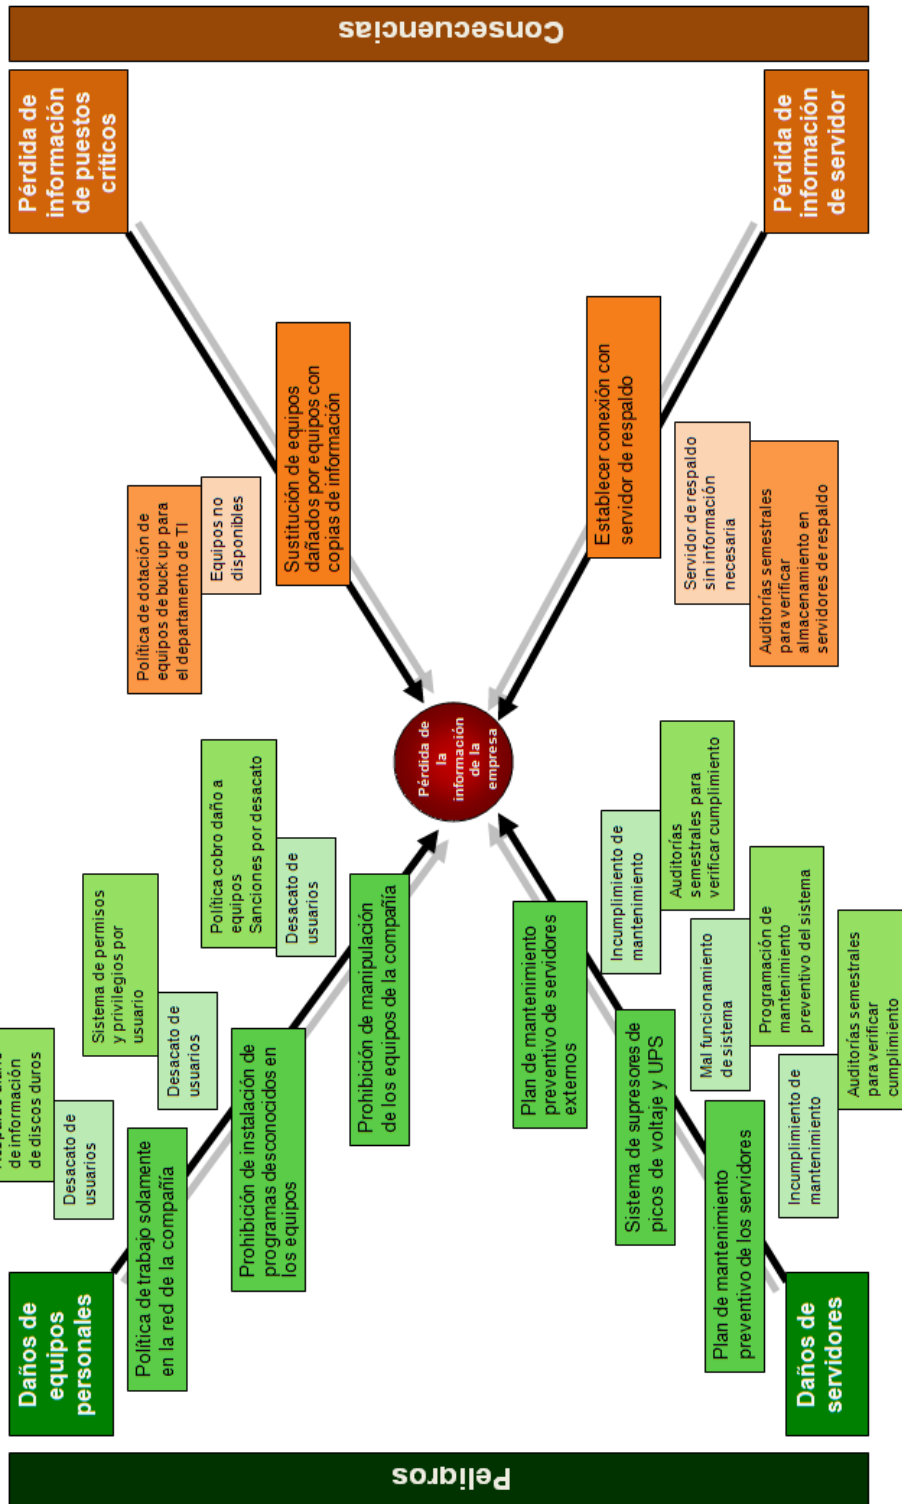 Consecuencias
Pérdida de
información
de puestos
críticos
Pérdida de
información
de servidor
Sustitución de equipos
dañados por equipos con
copias de información
Establecer conexión con
servidor de respaldo
Política de dotación de
equipos de buck up para
el departamento de TI
Equipos no
disponibles
Servidor de respaldo
sin información
necesaria
Auditorías semestrales
para verificar
almacenamiento en
servidores de respaldo
Pérdida de
la
información
de la
empresa
Política cobro daño a
equipos
Sanciones por desacato
Desacato de
usuarios
Prohibición de manipulación
de los equipos de la compañía
Sistema de permisos
y privilegios por
usuario
Desacato de
usuarios
Prohibición de instalación de
programas desconocidos en
los equipos
de información
de discos duros
Desacato de
usuarios
Política de trabajo solamente
en la red de la compañía
Daños de
equipos
personales
Plan de mantenimiento
preventivo de servidores
externos
Incumplimiento de
mantenimiento
Auditorías
semestrales para
verificar cumplimiento
Sistema de supresores de
picos de voltaje y UPS
Mal funcionamiento
de sistema
Programación de
mantenimiento
preventivo del sistema
Plan de mantenimiento
preventivo de los servidores
Incumplimiento de
mantenimiento
Auditorías semestrales
para verificar
cumplimiento
Daños de
servidores
Peligros